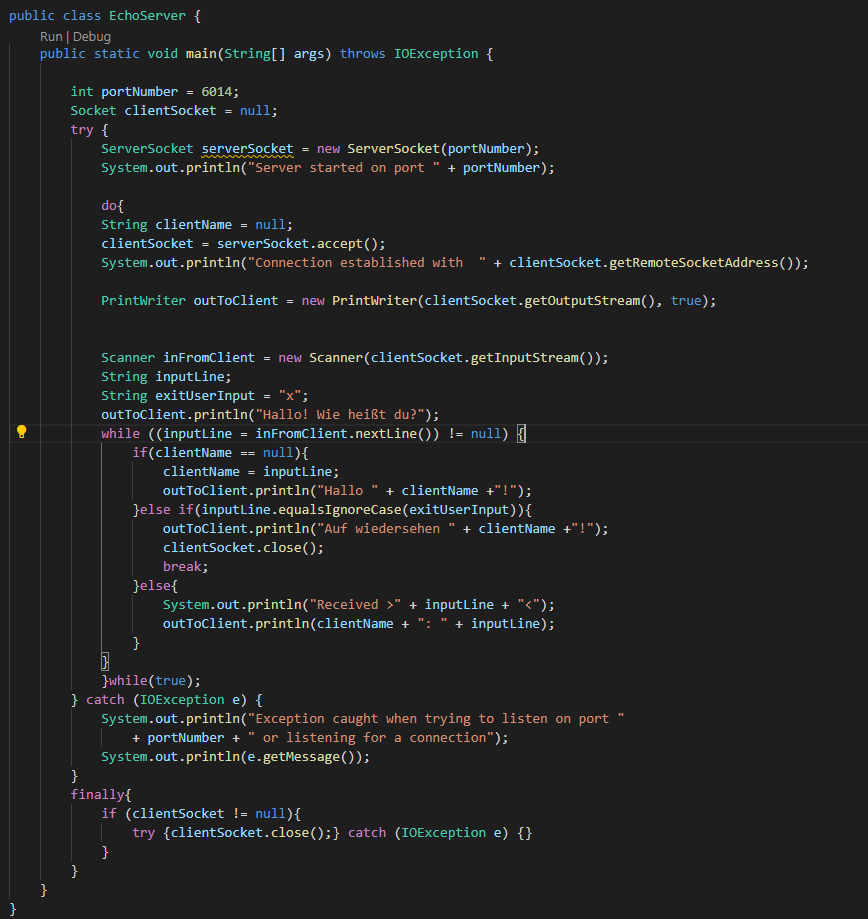 public class EchoServer {
Run | Debug
public static void main(String[] args) throws IOException {
int portNumber = 6014;
Socket clientSocket = null;
try {
ServerSocket serverSocket = new ServerSocket(portNumber);
System.out.println("Server started on port " + portNumber);
do{
String clientName = null;
clientSocket = serverSocket.accept();
System.out.println("Connection established with  " + clientSocket.getRemoteSocketAddress());
PrintWriter outToClient = new PrintWriter(clientSocket.getOutputStream(), true);
Scanner inFromClient = new Scanner(clientSocket.getInputStream());
String inputLine;
String exitUserInput = "x";
outToClient.println("Hallo! Wie heißt du?");
while ((inputLine = inFromClient.nextLine()) != null) {
if(clientName == null){
clientName = inputLine;
outToClient.println("Hallo " + clientName +"!");
}else if(inputLine.equalsIgnoreCase(exitUserInput)){
outToClient.println("Auf wiedersehen " + clientName +"!");
clientSocket.close();
break;
}else{
System.out.println("Received >" + inputLine + "<");
outToClient.println(clientName + ": " + inputLine);
}
}
}while(true);
} catch (IOException e) {
System.out.println("Exception caught when trying to listen on port "
+ portNumber + " or listening for a connection");
System.out.println(e.getMessage());
}
finally{
if (clientSocket != null){
try {clientSocket.close();} catch (IOException e) {}
}
}
}
}